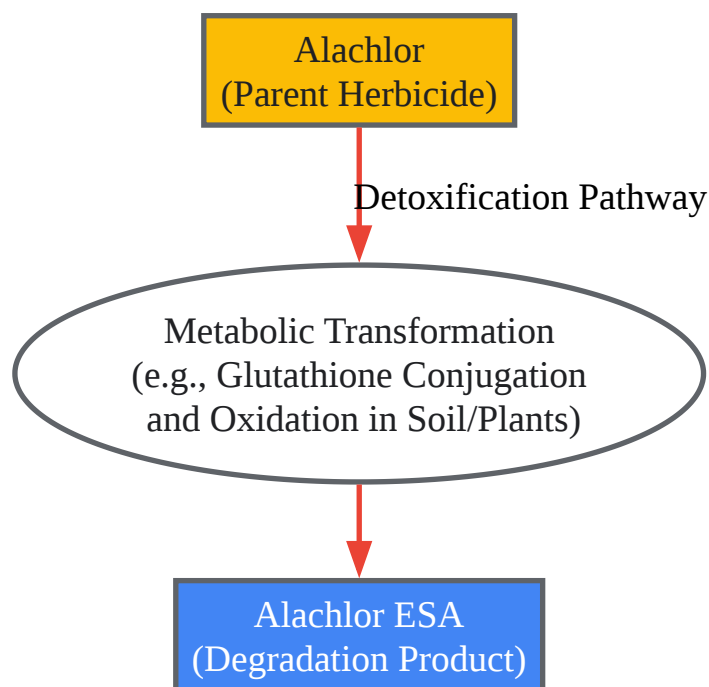 Alachlor
(Parent Herbicide)
Detoxification Pathway
Metabolic Transformation
(e.g., Glutathione Conjugation
and Oxidation in Soil/Plants)
Alachlor ESA
(Degradation Product)